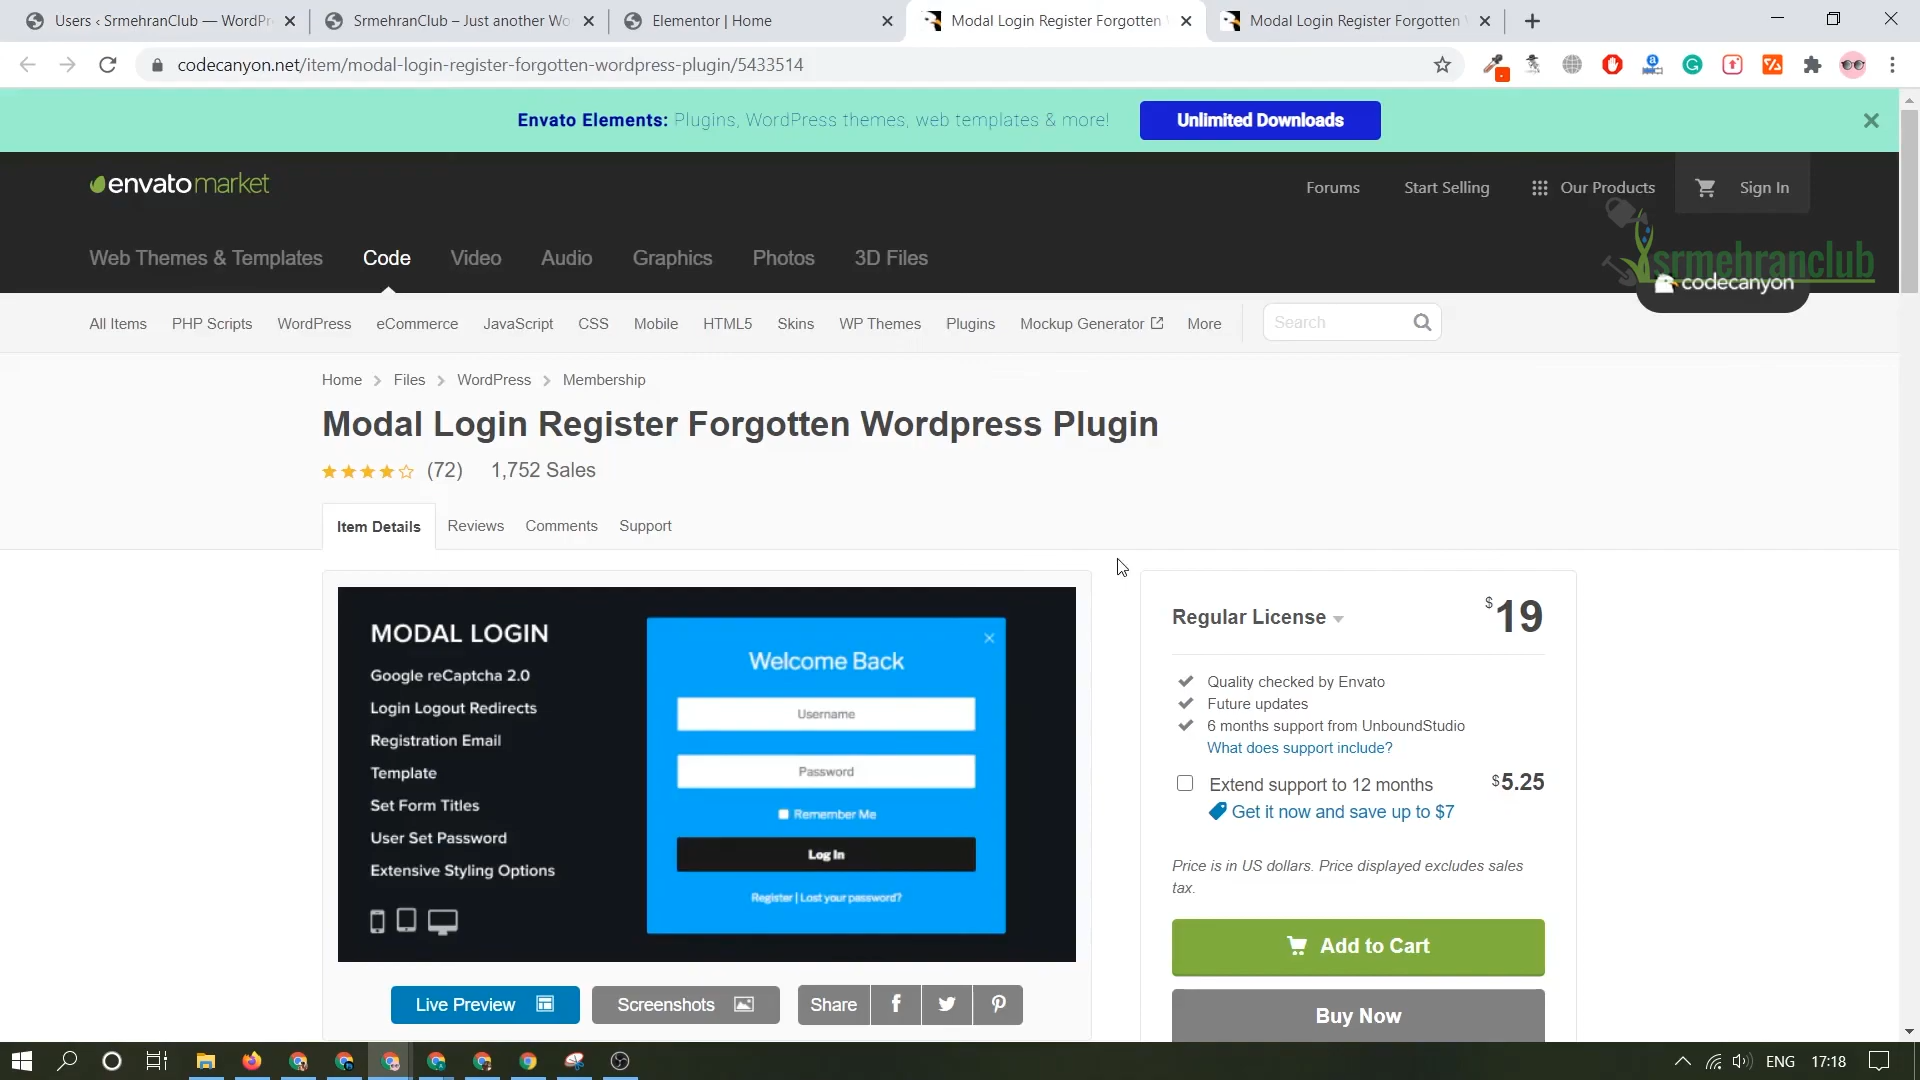 Users ‹ SrmehranClub — WordPr
SrmehranClub – Just another Wo
Elementor | Home
Modal Login Register Forgotten
Modal Login Register Forgotten
codecanyon.net/item/modal-login-register-forgotten-wordpress-plugin/5433514
Envato Elements: Plugins, WordPress themes, web templates & more!
Unlimited Downloads
envatomarket
Forums
Start Selling
Our Products
Sign In
Web Themes & Templates
Code
Video
Audio
Graphics
Photos
3D Files
srmehranclub
codecanyon
All Items
PHP Scripts
WordPress
eCommerce
JavaScript
CSS
Mobile
HTML5
Skins
WP Themes
Plugins
Mockup Generator
More
Search
Home > Files > WordPress > Membership
Modal Login Register Forgotten Wordpress Plugin
(72)
1,752 Sales
Item Details
Reviews
Comments
Support
MODAL LOGIN
Google reCaptcha 2.0
Login Logout Redirects
Registration Email
Template
Set Form Titles
User Set Password
Extensive Styling Options
Welcome Back
Username
Password
Remember Me
Log In
Register | Lost your password?
Live Preview
Screenshots
Share
Regular License
$19
Quality checked by Envato
Future updates
6 months support from UnboundStudio
What does support include?
Extend support to 12 months
$5.25
Get it now and save up to $7
Price is in US dollars. Price displayed excludes sales
tax.
Add to Cart
Buy Now
ENG
17:18